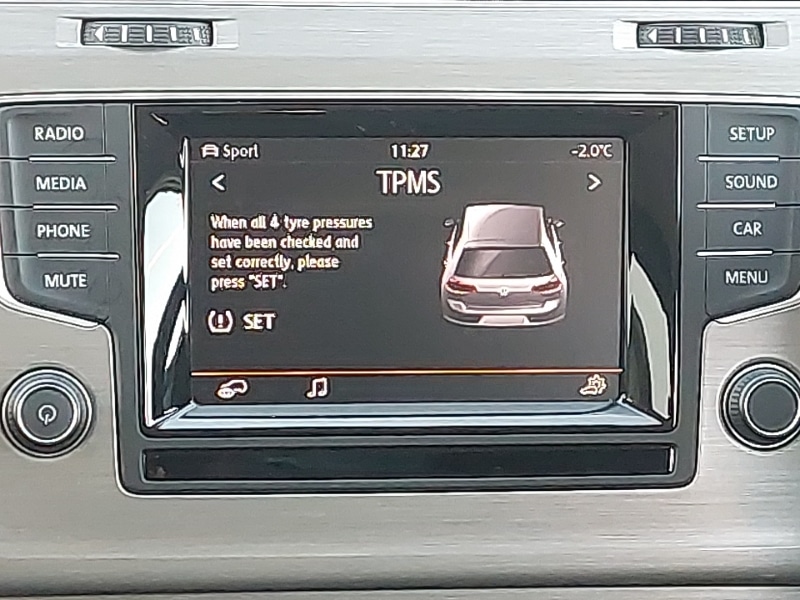 RADIO
MEDIA
PHONE
MUTE
Sport 11:27 -2.0°C
< TPMS >
When all 4 tyre pressures
have been checked and
set correctly, please
press "SET".
(!) SET
SETUP
SOUND
CAR
MENU